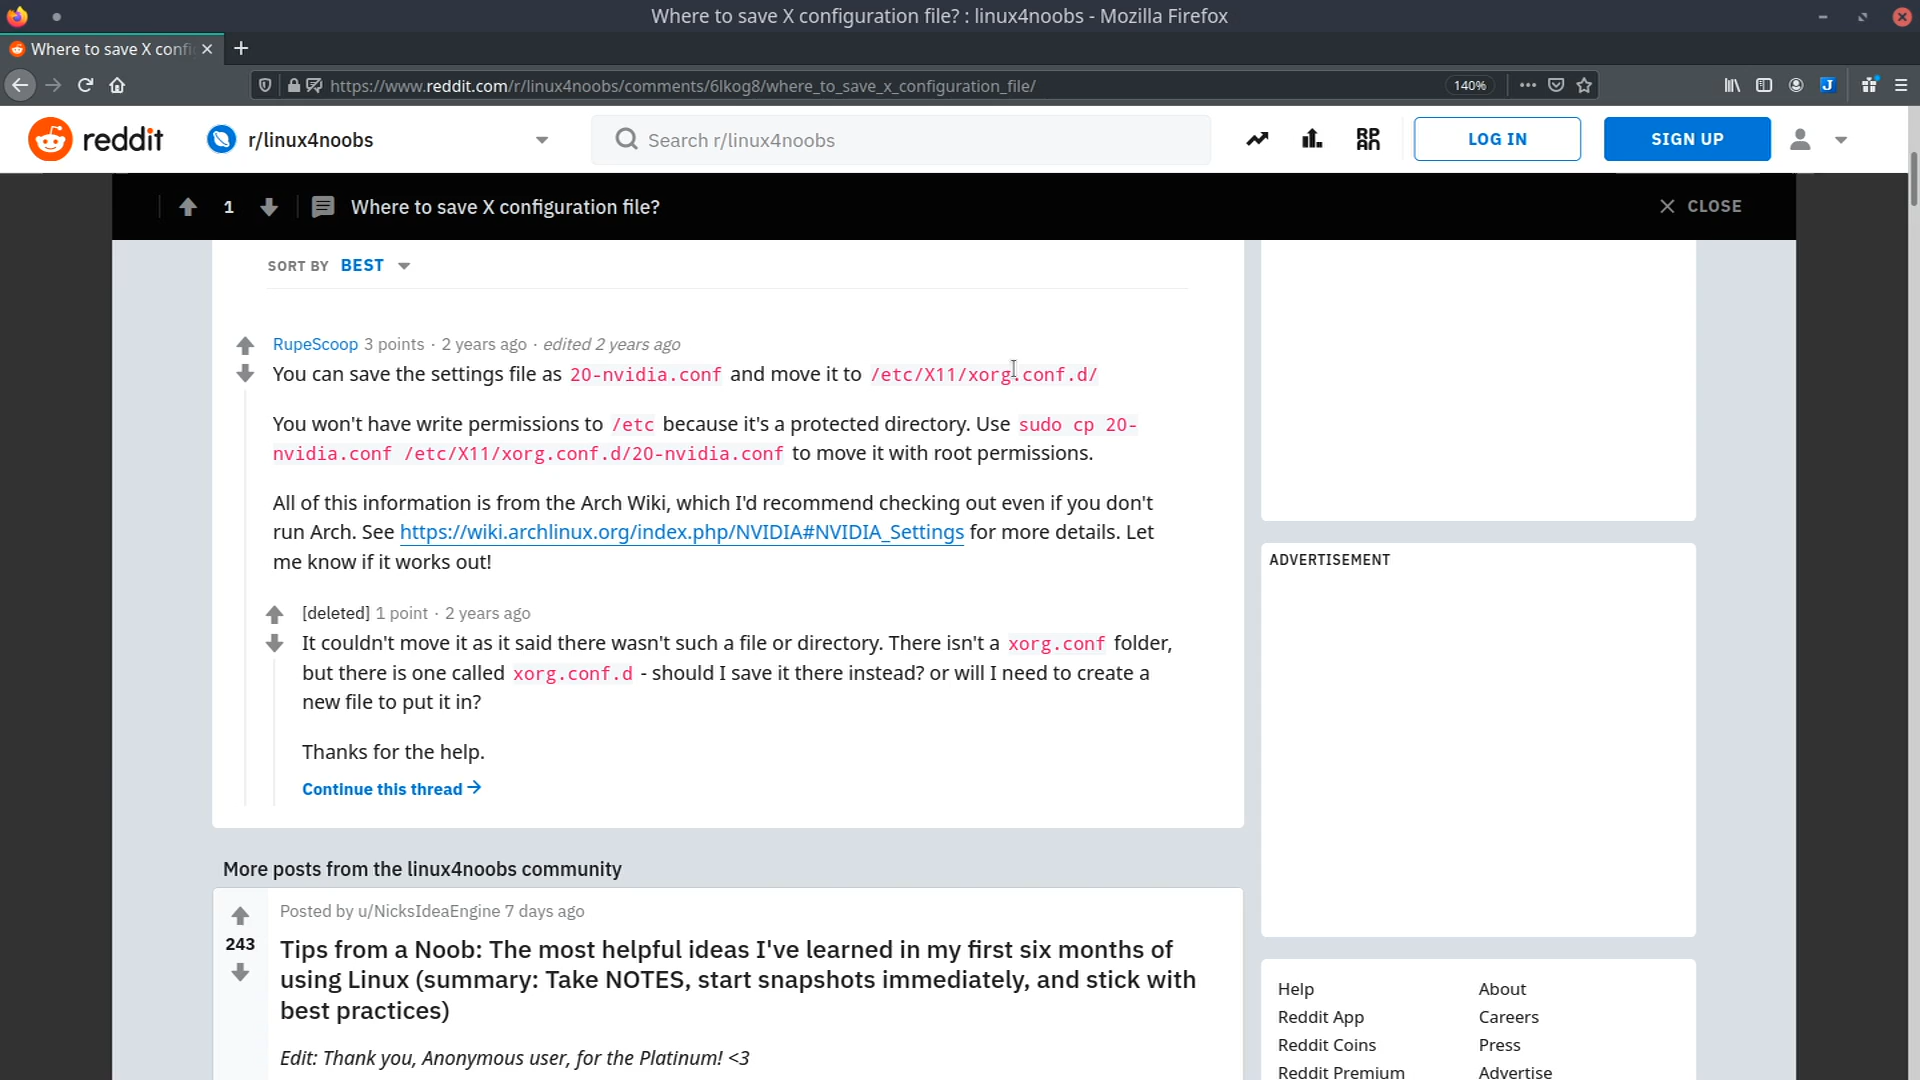 Where to save X configuration file? : linux4noobs - Mozilla Firefox
Where to save X confi
https://www.reddit.com/r/linux4noobs/comments/6lkog8/where_to_save_x_configuration_file/
140%
J
reddit
r/linux4noobs
Search r/linux4noobs
RPAN
LOG IN
SIGN UP
1
Where to save X configuration file?
CLOSE
SORT BY BEST
RupeScoop 3 points · 2 years ago · edited 2 years ago
You can save the settings file as 20-nvidia.conf and move it to /etc/X11/xorg.conf.d/
You won't have write permissions to /etc because it's a protected directory. Use sudo cp 20-
nvidia.conf /etc/X11/xorg.conf.d/20-nvidia.conf to move it with root permissions.
All of this information is from the Arch Wiki, which I'd recommend checking out even if you don't
run Arch. See https://wiki.archlinux.org/index.php/NVIDIA#NVIDIA_Settings for more details. Let
me know if it works out!
[deleted] 1 point · 2 years ago
It couldn't move it as it said there wasn't such a file or directory. There isn't a xorg.conf folder,
but there is one called xorg.conf.d - should I save it there instead? or will I need to create a
new file to put it in?
Thanks for the help.
Continue this thread
ADVERTISEMENT
More posts from the linux4noobs community
Posted by u/NicksIdeaEngine 7 days ago
243
Tips from a Noob: The most helpful ideas I've learned in my first six months of
using Linux (summary: Take NOTES, start snapshots immediately, and stick with
best practices)
Edit: Thank you, Anonymous user, for the Platinum! <3
Help
About
Reddit App
Careers
Reddit Coins
Press
Reddit Premium
Advertise